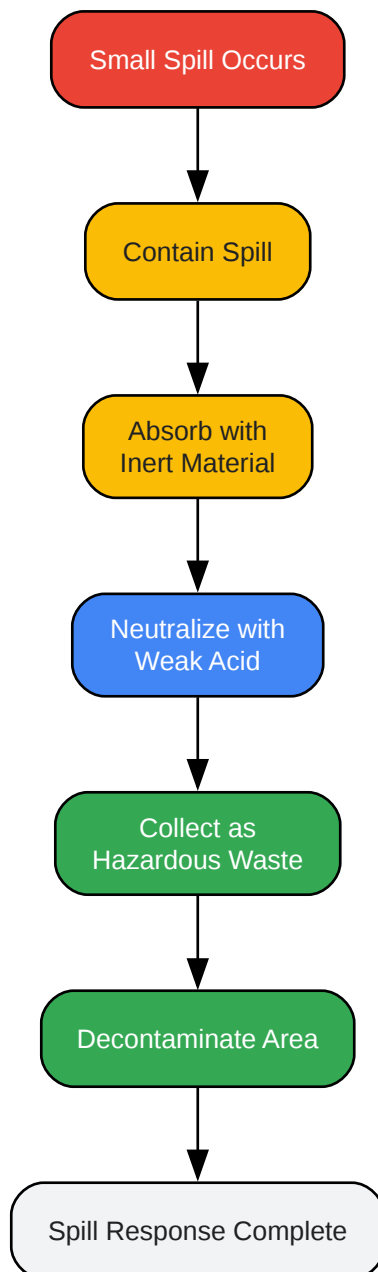 Small Spill Occurs
Contain Spill
Absorb with
Inert Material
Neutralize with
Weak Acid
Collect as
Hazardous Waste
Decontaminate Area
Spill Response Complete